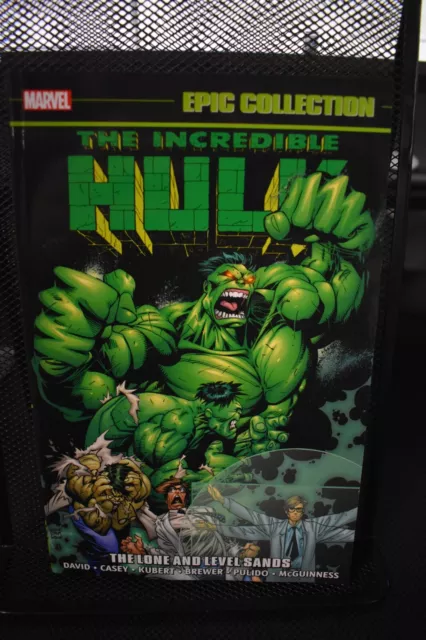 MARVEL
EPIC COLLECTION
THE INCREDIBLE
HULK
THE LONE AND LEVEL SANDS
DAVID • CASEY • KUBERT • BREWER • PULIDO • McGUINNESS